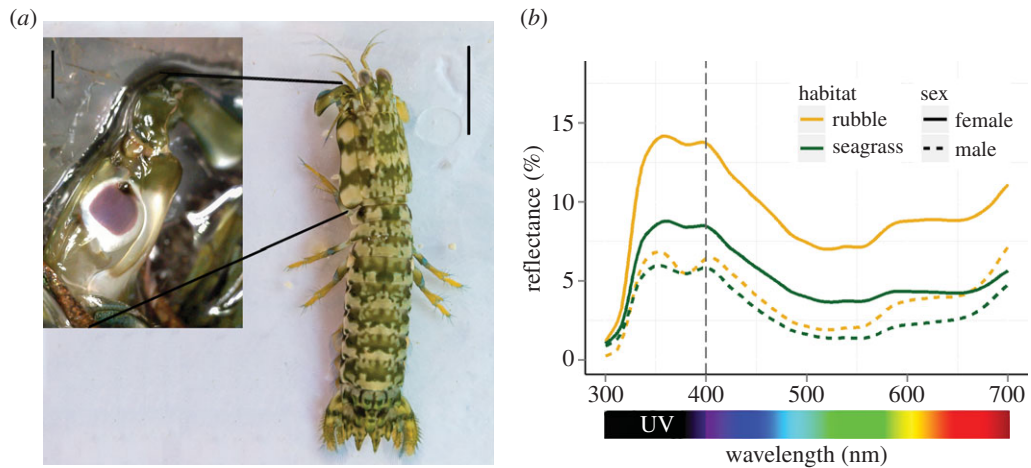 (a)
(b)
habitat
rubble
seagrass
sex
female
male
15
10
5
0
reflectance (%)
300 400 500 600 700
UV
wavelength (nm)